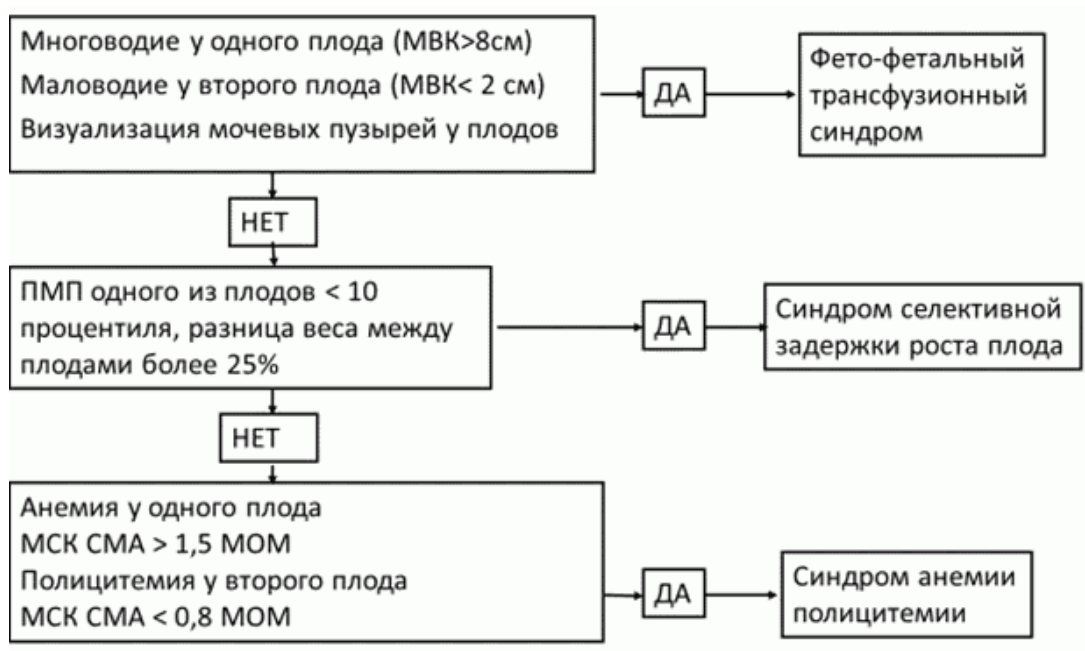 Многоводие у одного плода (МВК>8см)
Маловодие у второго плода (МВК< 2 см)
Визуализация мочевых пузырей у плодов
ДА
Фето-фетальный
трансфузионный
синдром
НЕТ
ПМП одного из плодов < 10
процентиля, разница веса между
плодами более 25%
ДА
Синдром селективной
задержки роста плода
НЕТ
Анемия у одного плода
МСК СМА > 1,5 МОМ
Полицитемия у второго плода
МСК СМА < 0,8 МОМ
ДА
Синдром анемии
полицитемии